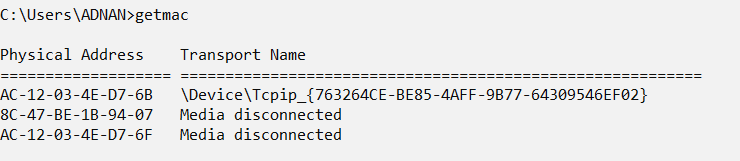 C:\Users\ADNAN>getmac
Physical Address    Transport Name
=================== ==========================================================
AC-12-03-4E-D7-6B   \Device\Tcpip_{763264CE-BE85-4AFF-9B77-64309546EF02}
8C-47-BE-1B-94-07   Media disconnected
AC-12-03-4E-D7-6F   Media disconnected